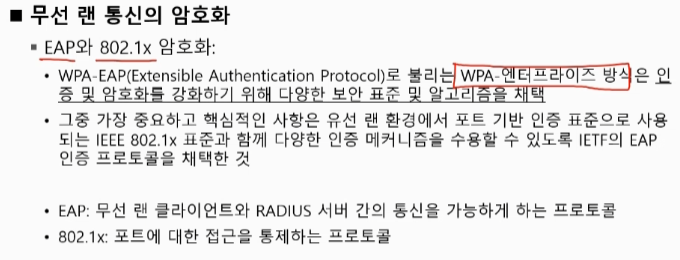 ■ 무선 랜 통신의 암호화
▪ EAP와 802.1x 암호화:
• WPA-EAP(Extensible Authentication Protocol)로 불리는 WPA-엔터프라이즈 방식은 인
증 및 암호화를 강화하기 위해 다양한 보안 표준 및 알고리즘을 채택
• 그중 가장 중요하고 핵심적인 사항은 유선 랜 환경에서 포트 기반 인증 표준으로 사용
되는 IEEE 802.1x 표준과 함께 다양한 인증 메커니즘을 수용할 수 있도록 IETF의 EAP
인증 프로토콜을 채택한 것
• EAP: 무선 랜 클라이언트와 RADIUS 서버 간의 통신을 가능하게 하는 프로토콜
• 802.1x: 포트에 대한 접근을 통제하는 프로토콜